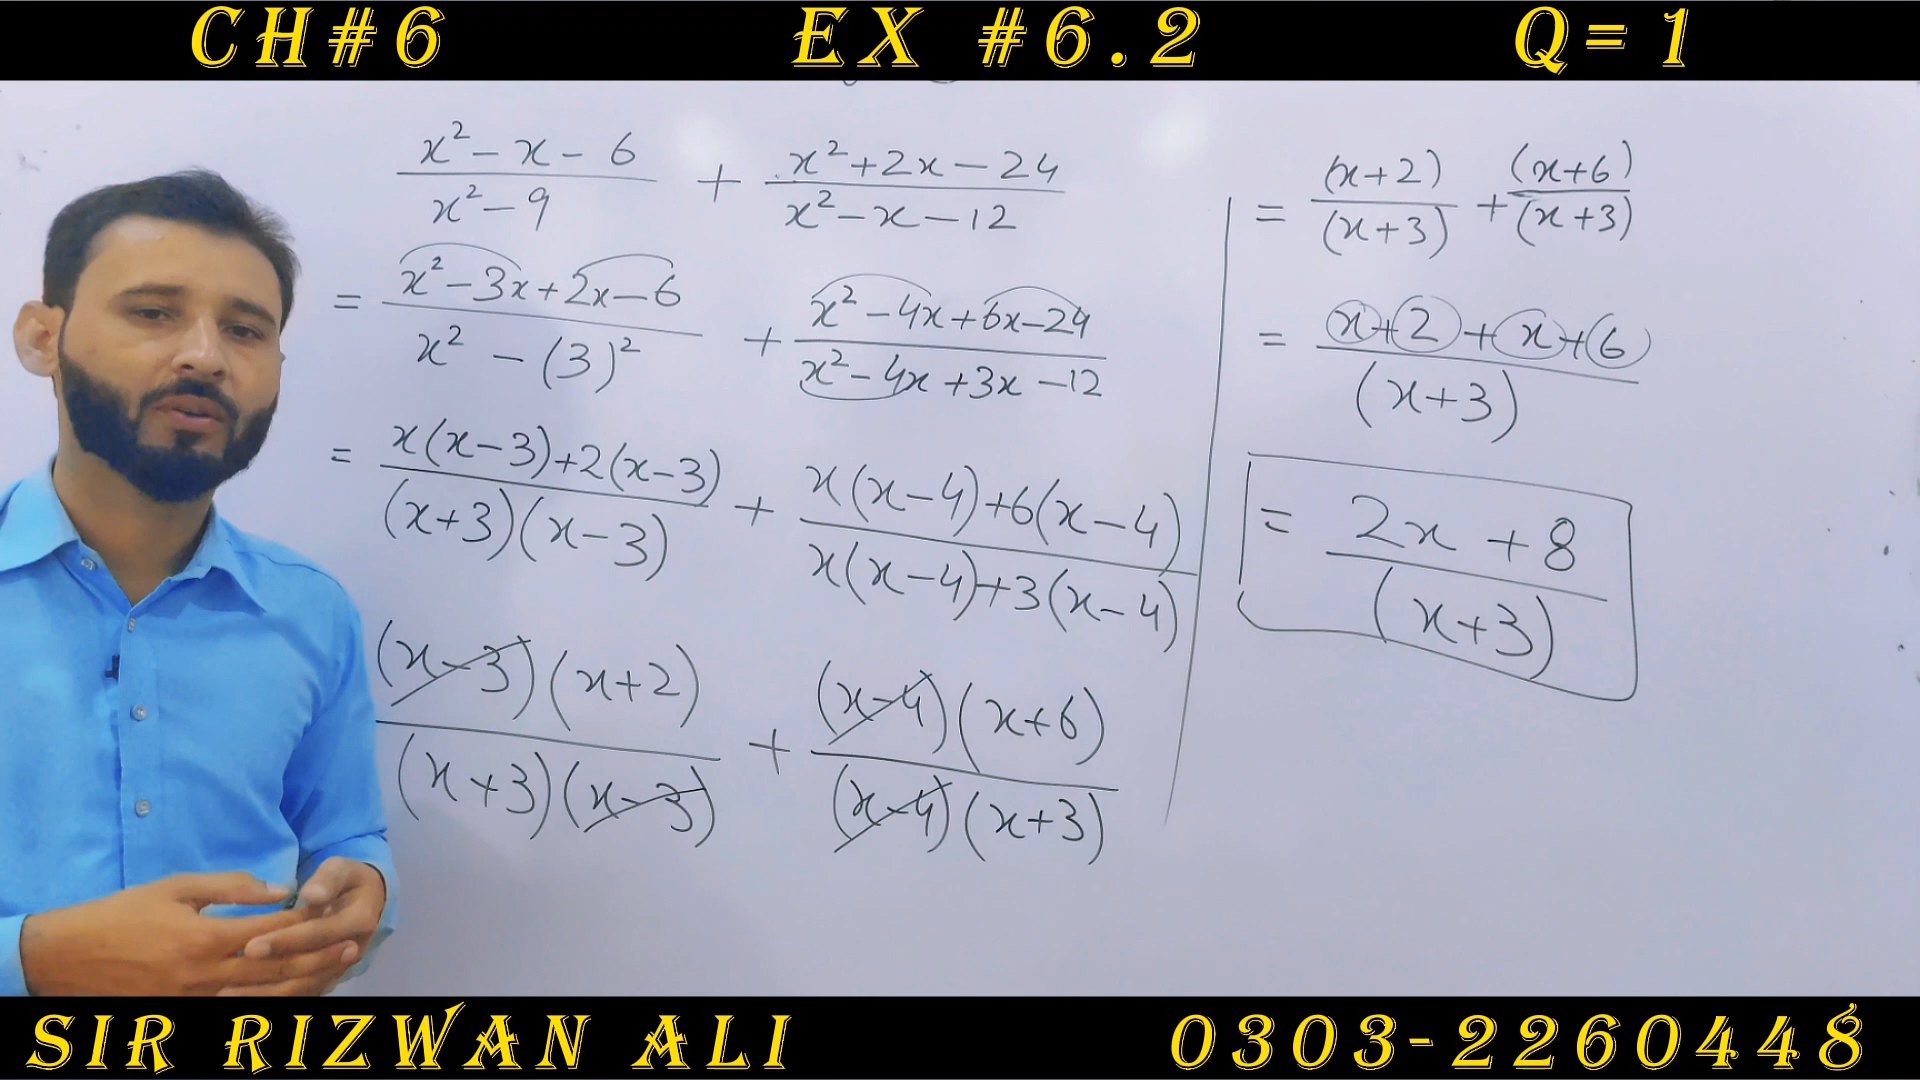 CH#6 EX #6.2 Q=1
x² - x - 6 / x² - 9 + x² + 2x - 24 / x² - x - 12
= x² - 3x + 2x - 6 / x² - (3)² + x² - 4x + 6x - 24 / x² - 4x + 3x - 12
= x(x-3)+2(x-3) / (x+3)(x-3) + x(x-4)+6(x-4) / x(x-4)+3(x-4)
(x-3)(x+2) / (x+3)(x-3) + (x-4)(x+6) / (x-4)(x+3)
= (x+2) / (x+3) + (x+6) / (x+3)
= x+2+x+6 / (x+3)
= 2x+8 / (x+3)
SIR RIZWAN ALI 0303-2260448